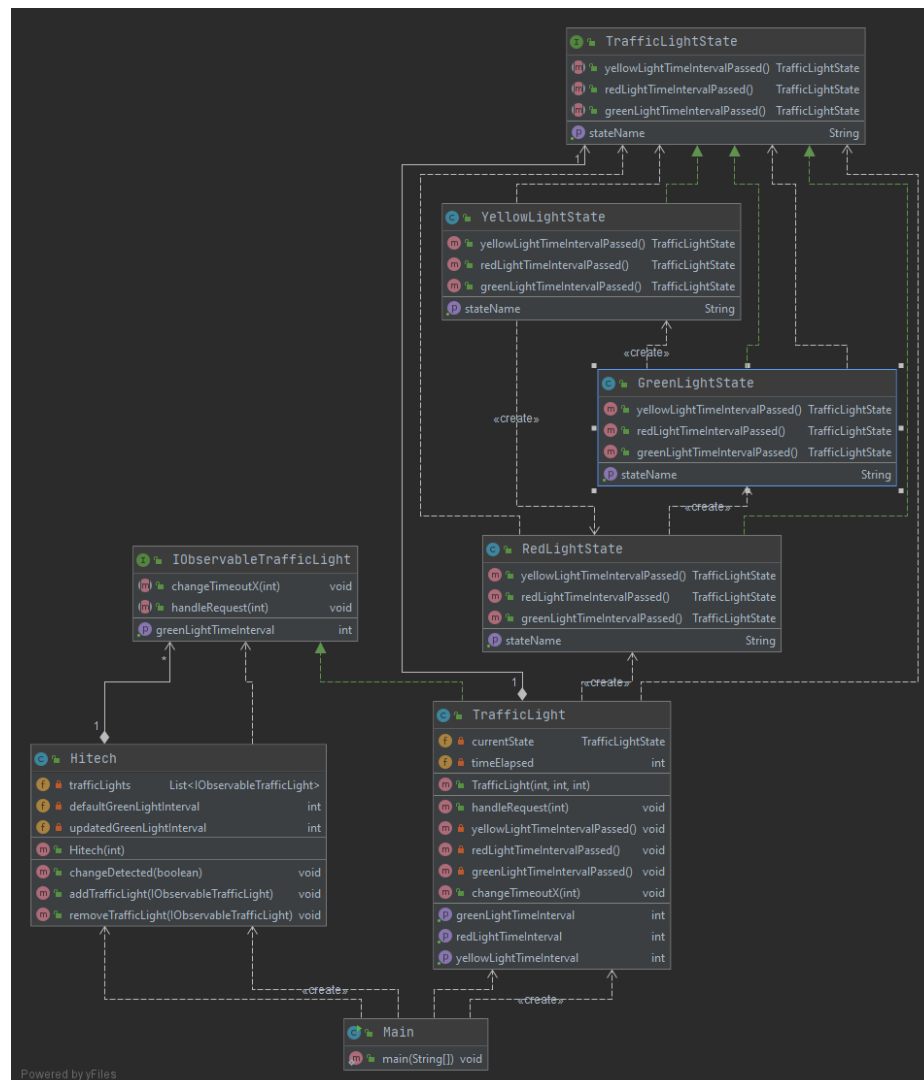 TrafficLightState
yellowLightTimeIntervalPassed() TrafficLightState
redLightTimeIntervalPassed() TrafficLightState
greenLightTimeIntervalPassed() TrafficLightState
stateName String
1
YellowLightState
yellowLightTimeIntervalPassed() TrafficLightState
redLightTimeIntervalPassed() TrafficLightState
greenLightTimeIntervalPassed() TrafficLightState
stateName String
«create»
GreenLightState
yellowLightTimeIntervalPassed() TrafficLightState
redLightTimeIntervalPassed() TrafficLightState
greenLightTimeIntervalPassed() TrafficLightState
stateName String
«create»
«create»
RedLightState
yellowLightTimeIntervalPassed() TrafficLightState
redLightTimeIntervalPassed() TrafficLightState
greenLightTimeIntervalPassed() TrafficLightState
stateName String
IObservableTrafficLight
changeTimeoutX(int) void
handleRequest(int) void
greenLightTimeInterval int
*
1
«create»
1
TrafficLight
currentState TrafficLightState
timeElapsed int
TrafficLight(int, int, int)
handleRequest(int) void
yellowLightTimeIntervalPassed() void
redLightTimeIntervalPassed() void
greenLightTimeIntervalPassed() void
changeTimeoutX(int) void
greenLightTimeInterval int
redLightTimeInterval int
yellowLightTimeInterval int
Hitech
trafficLights List<IObservableTrafficLight>
defaultGreenLightInterval int
updatedGreenLightInterval int
Hitech(int)
changeDetected(boolean) void
addTrafficLight(IObservableTrafficLight) void
removeTrafficLight(IObservableTrafficLight) void
«create»
«create»
Main
main(String[]) void
Powered by yFiles